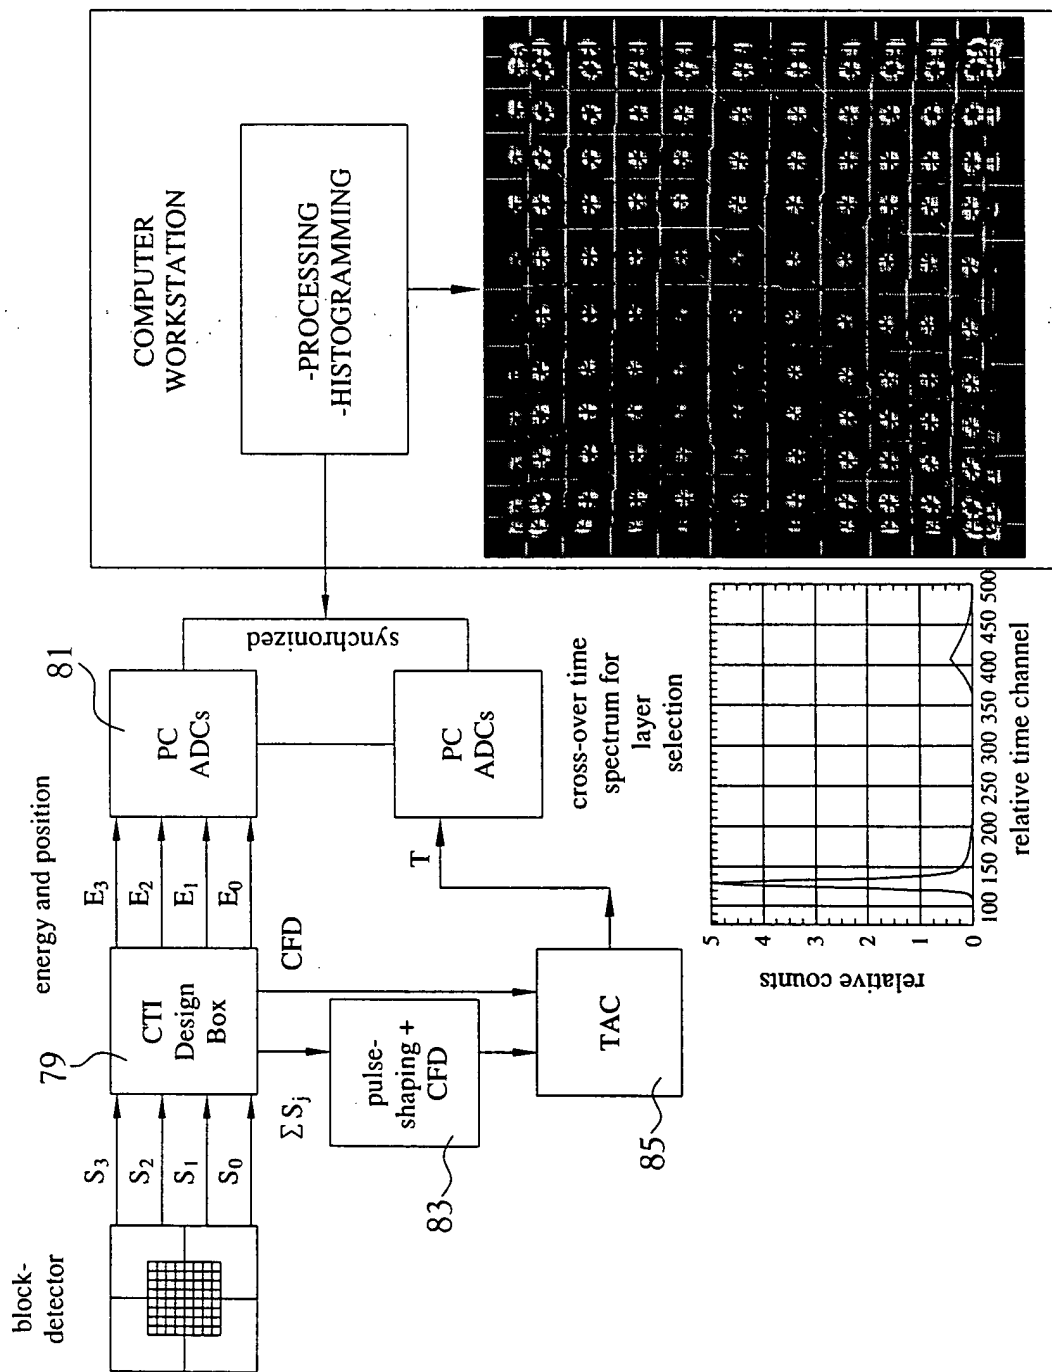 block-
detector
S3
S2
S1
S0
79
CTI
Design
Box
energy and position
E3
E2
E1
E0
81
PC
ADCs
ΣSj
CFD
pulse-
shaping +
CFD
83
TAC
85
T
PC
ADCs
synchronized
COMPUTER
WORKSTATION
-PROCESSING
-HISTOGRAMMING
cross-over time
spectrum for
layer
selection
relative counts
5
4
3
2
1
0
100 150 200 250 300 350 400 450 500
relative time channel